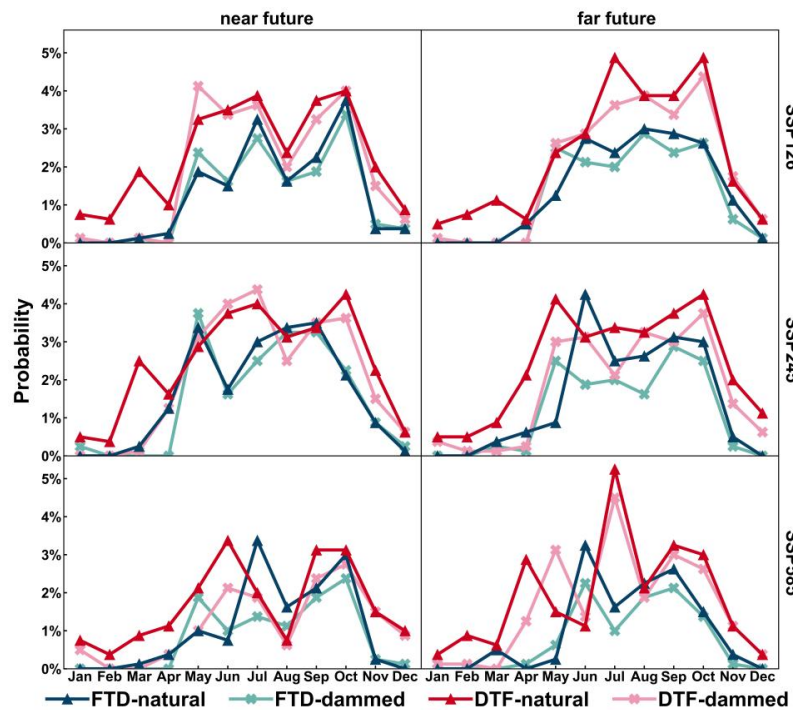 near future far future
5%
4%
3%
2%
1%
0%
SSP126
Probability
5%
4%
3%
2%
1%
0%
SSP245
5%
4%
3%
2%
1%
0%
SSP585
Jan Feb Mar Apr May Jun Jul Aug Sep Oct Nov Dec Jan Feb Mar Apr May Jun Jul Aug Sep Oct Nov Dec
FTD-natural FTD-dammed DTF-natural DTF-dammed